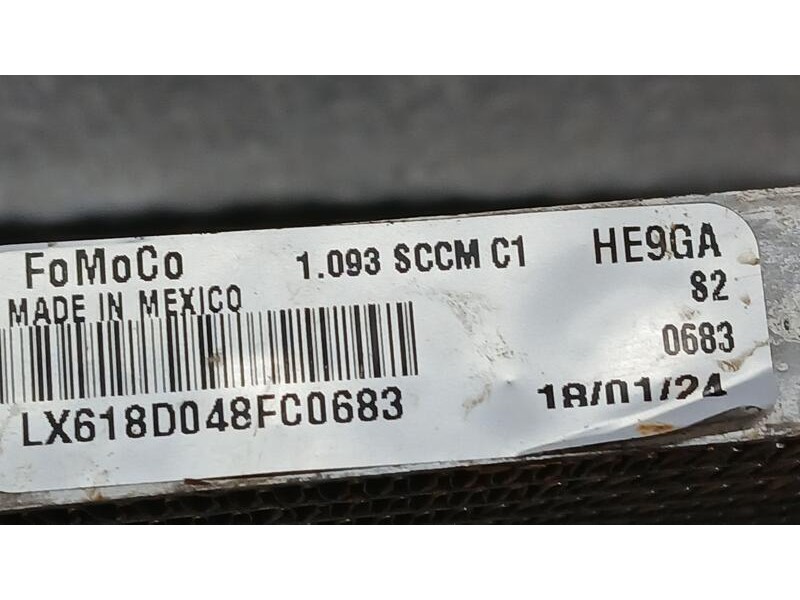 FoMoCo 1.093 SCCM C1 HE9GA
MADE IN MEXICO 82
0683
LX618D048FC0683 18/01/24